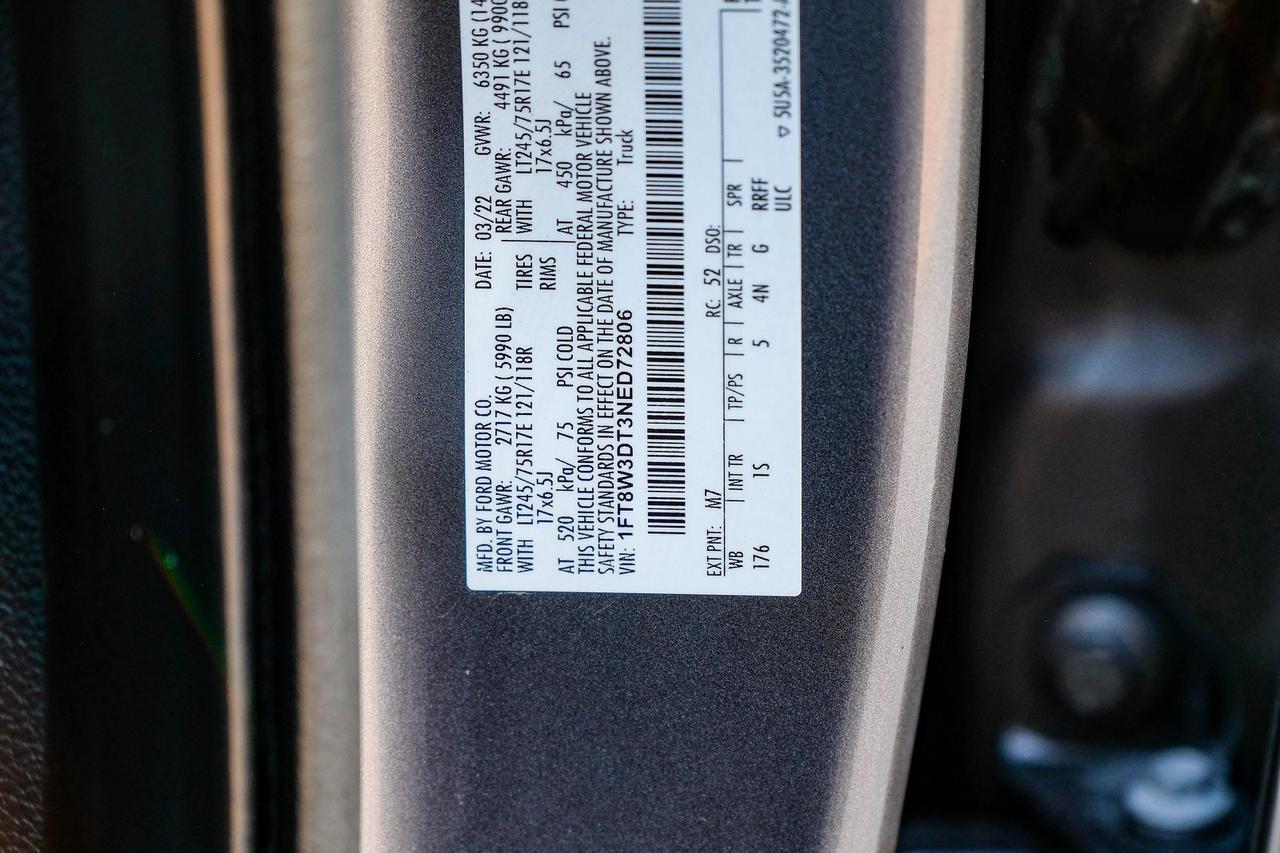 MFD. BY FORD MOTOR CO. DATE: 03/22 GVWR: 6350 KG (14
FRONT GAWR: 2717 KG ( 5990 LB) REAR GAWR: 4491 KG ( 9900
WITH LT245/75R17E 121/118R TIRES WITH LT245/75R17E 121/118
17x6.5J RIMS 17x6.5J
AT 520 kPa/ 75 PSI COLD AT 450 kPa/ 65 PSI C
THIS VEHICLE CONFORMS TO ALL APPLICABLE FEDERAL MOTOR VEHICLE
SAFETY STANDARDS IN EFFECT ON THE DATE OF MANUFACTURE SHOWN ABOVE.
VIN: 1FT8W3DT3NED72806 TYPE: Truck
EXT PNT: M7 RC: 52 DSO:
WB INT TR TP/PS R AXLE TR SPR
176 1S 5 4N G RRFF
ULC ▽ 5U5A-3520472-